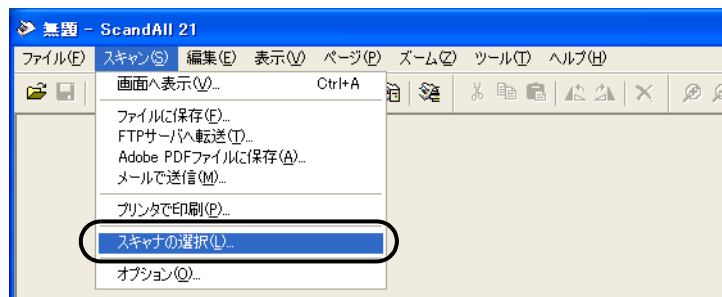 無題 - ScandAll 21
ファイル(F) スキャン(S) 編集(E) 表示(V) ページ(P) ズーム(Z) ツール(T) ヘルプ(H)
画面へ表示(V)... Ctrl+A
ファイルに保存(F)...
FTPサーバへ転送(T)...
Adobe PDFファイルに保存(A)...
メールで送信(M)...
プリンタで印刷(P)...
スキャナの選択(L)...
オプション(O)...